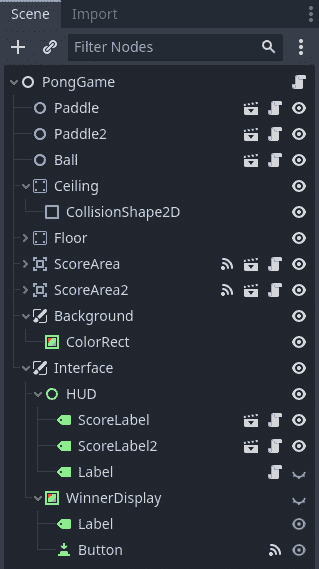 Scene Import
Filter Nodes
PongGame
Paddle
Paddle2
Ball
Ceiling
CollisionShape2D
Floor
ScoreArea
ScoreArea2
Background
ColorRect
Interface
HUD
ScoreLabel
ScoreLabel2
Label
WinnerDisplay
Label
Button